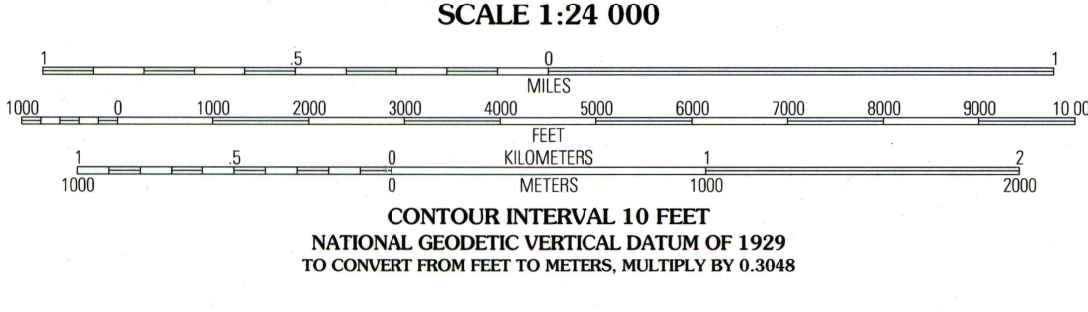 SCALE 1:24 000
1 .5 0 1
MILES
1000 0 1000 2000 3000 4000 5000 6000 7000 8000 9000 10 00
FEET
1 .5 0 KILOMETERS 1 2
1000 0 METERS 1000 2000
CONTOUR INTERVAL 10 FEET
NATIONAL GEODETIC VERTICAL DATUM OF 1929
TO CONVERT FROM FEET TO METERS, MULTIPLY BY 0.3048